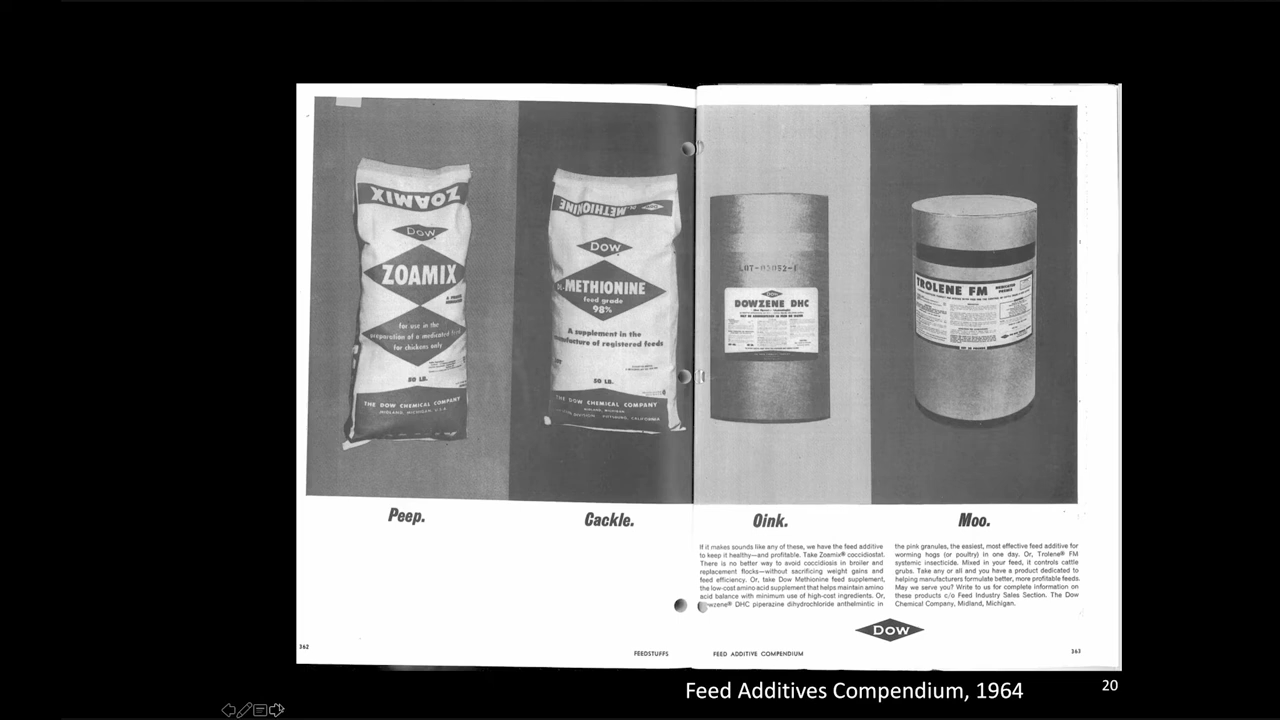 ZOAMIX
Dow
ZOAMIX
for use in the
preparation of a medicated feed
for chickens only
50 LB.
THE DOW CHEMICAL COMPANY
MIDLAND, MICHIGAN, U.S.A.
METHIONINE
Dow
METHIONINE
feed grade
98%
A supplement in the
manufacture of registered feeds
50 LB.
THE DOW CHEMICAL COMPANY
MIDLAND, MICHIGAN
DIVISION PITTSBURG, CALIFORNIA
DOWZENE DHC
TROLENE FM
Peep.
Cackle.
Oink.
Moo.
If it makes sounds like any of these, we have the feed additive
to keep it healthy—and profitable. Take Zoamix® coccidiostat.
There is no better way to avoid coccidiosis in broiler and
replacement flocks—without sacrificing weight gains and
feed efficiency. Or, take Dow Methionine feed supplement,
the low-cost amino acid supplement that helps maintain amino
acid balance with minimum use of high-cost ingredients. Or,
Dowzene® DHC piperazine dihydrochloride anthelmintic in
the pink granules, the easiest, most effective feed additive for
worming hogs (or poultry) in one day. Or, Trolene® FM
systemic insecticide. Mixed in your feed, it controls cattle
grubs. Take any or all and you have a product dedicated to
helping manufacturers formulate better, more profitable feeds.
May we serve you? Write to us for complete information on
these products c/o Feed Industry Sales Section. The Dow
Chemical Company, Midland, Michigan.
DOW
362
FEEDSTUFFS
FEED ADDITIVE COMPENDIUM
363
Feed Additives Compendium, 1964
20